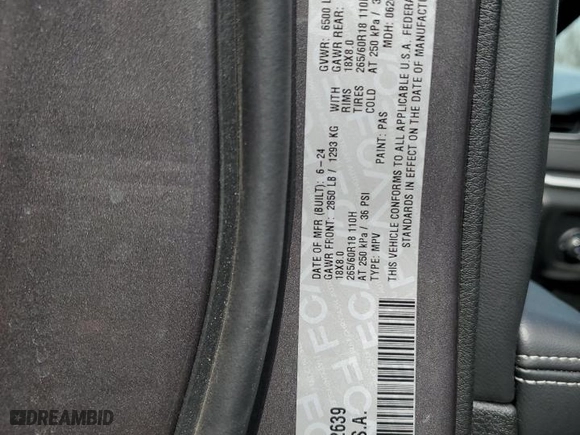 DATE OF MFR (BUILT): 6-24 GVWR: 6500 L
GAWR FRONT: 2850 LB / 1293 KG WITH GAWR REAR:
18X8.0 RIMS 18X8.0
265/60R18 110H TIRES 265/60R18 110
AT 250 kPa / 36 PSI COLD AT 250 kPa /
TYPE: MPV PAINT: PAS MDH: 062
THIS VEHICLE CONFORMS TO ALL APPLICABLE U.S.A. FEDERA
STANDARDS IN EFFECT ON THE DATE OF MANUFACTUR
2639
S.A.
DREAMBID